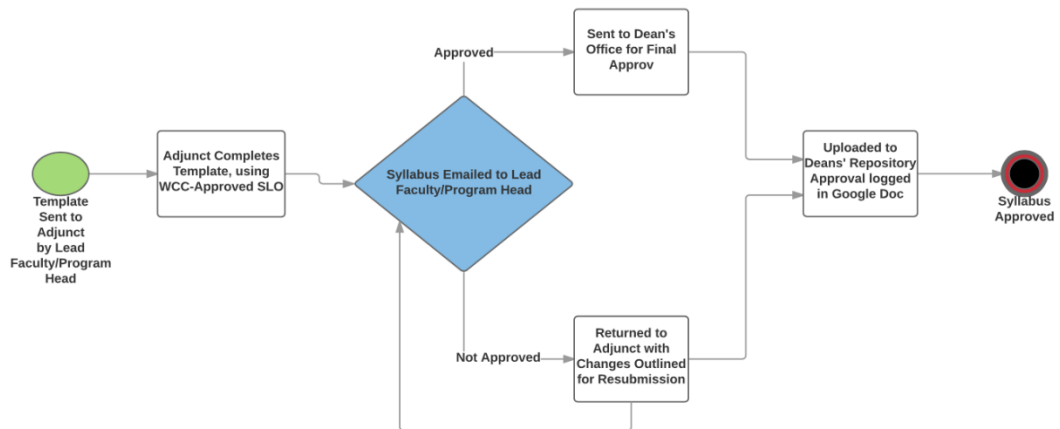 Template
Sent to
Adjunct
by Lead
Faculty/Program
Head
Adjunct Completes
Template, using
WCC-Approved SLO
Syllabus Emailed to Lead
Faculty/Program Head
Approved
Sent to Dean's
Office for Final
Approv
Not Approved
Returned to
Adjunct with
Changes Outlined
for Resubmission
Uploaded to
Deans' Repository
Approval logged
in Google Doc
Syllabus
Approved